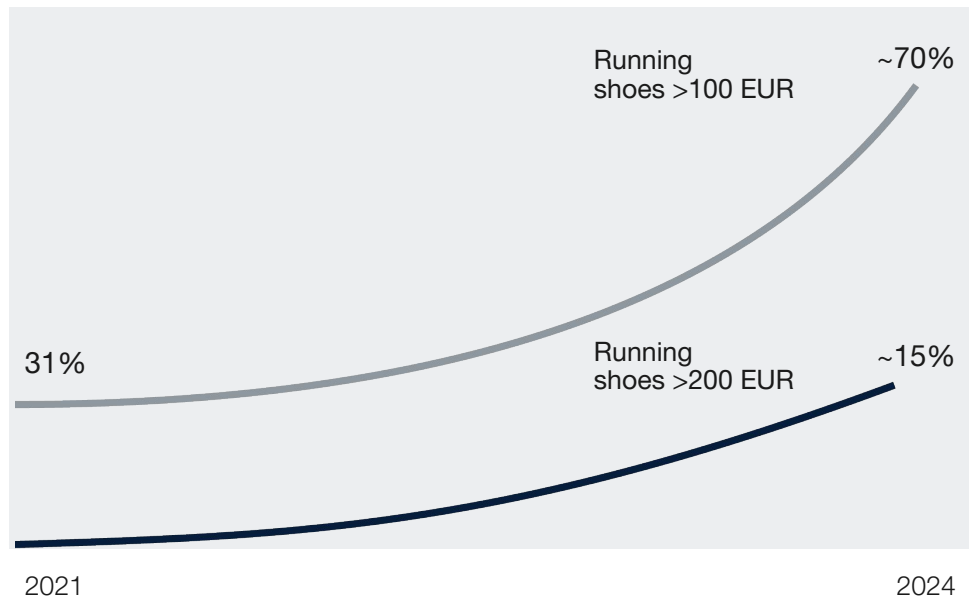 Running
shoes >100 EUR
~70%
31%
Running
shoes >200 EUR
~15%
2021
2024